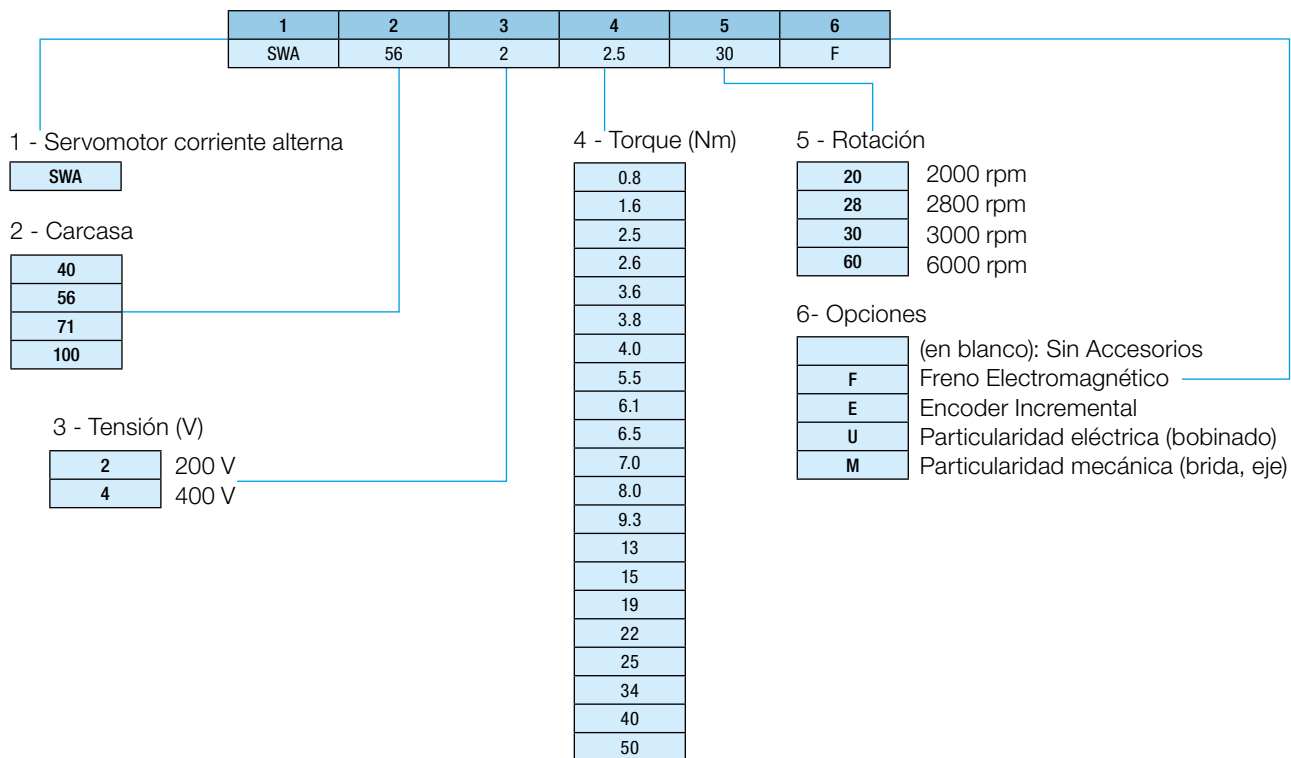 1 2 3 4 5 6
SWA 56 2 2.5 30 F
1 - Servomotor corriente alterna
SWA
2 - Carcasa
40
56
71
100
3 - Tensión (V)
2 200 V
4 400 V
4 - Torque (Nm)
0.8
1.6
2.5
2.6
3.6
3.8
4.0
5.5
6.1
6.5
7.0
8.0
9.3
13
15
19
22
25
34
40
50
5 - Rotación
20 2000 rpm
28 2800 rpm
30 3000 rpm
60 6000 rpm
6- Opciones
(en blanco): Sin Accesorios
F Freno Electromagnético
E Encoder Incremental
U Particularidad eléctrica (bobinado)
M Particularidad mecánica (brida, eje)